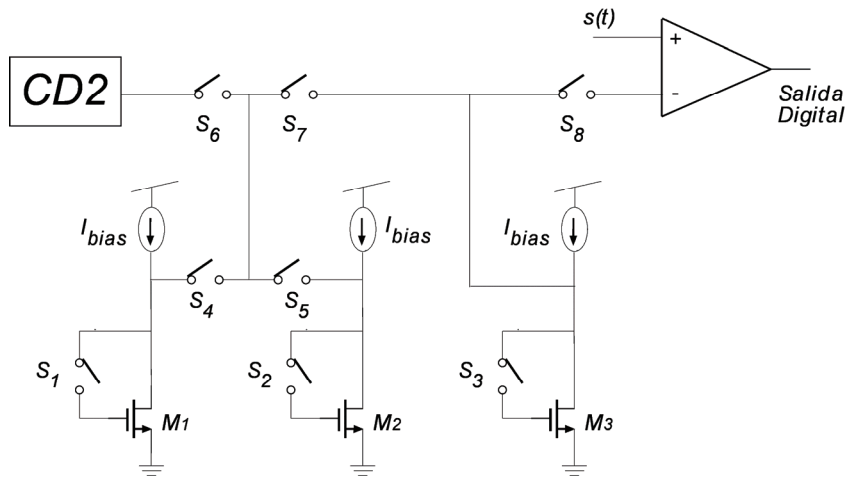 s(t)
+
CD2
-
Salida
Digital
S6
S7
S8
Ibias
Ibias
Ibias
S4
S5
S1
S2
S3
M1
M2
M3